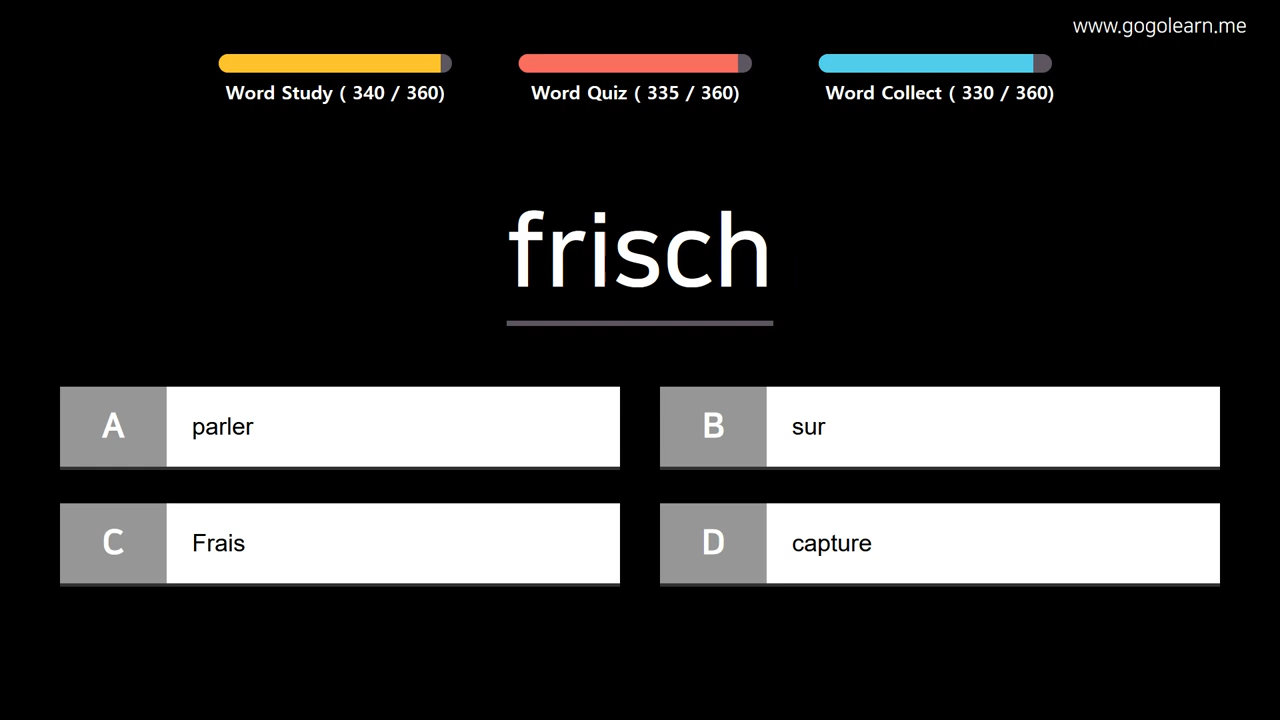 www.gogolearn.me
Word Study ( 340 / 360)
Word Quiz ( 335 / 360)
Word Collect ( 330 / 360)
frisch
A parler
B sur
C Frais
D capture